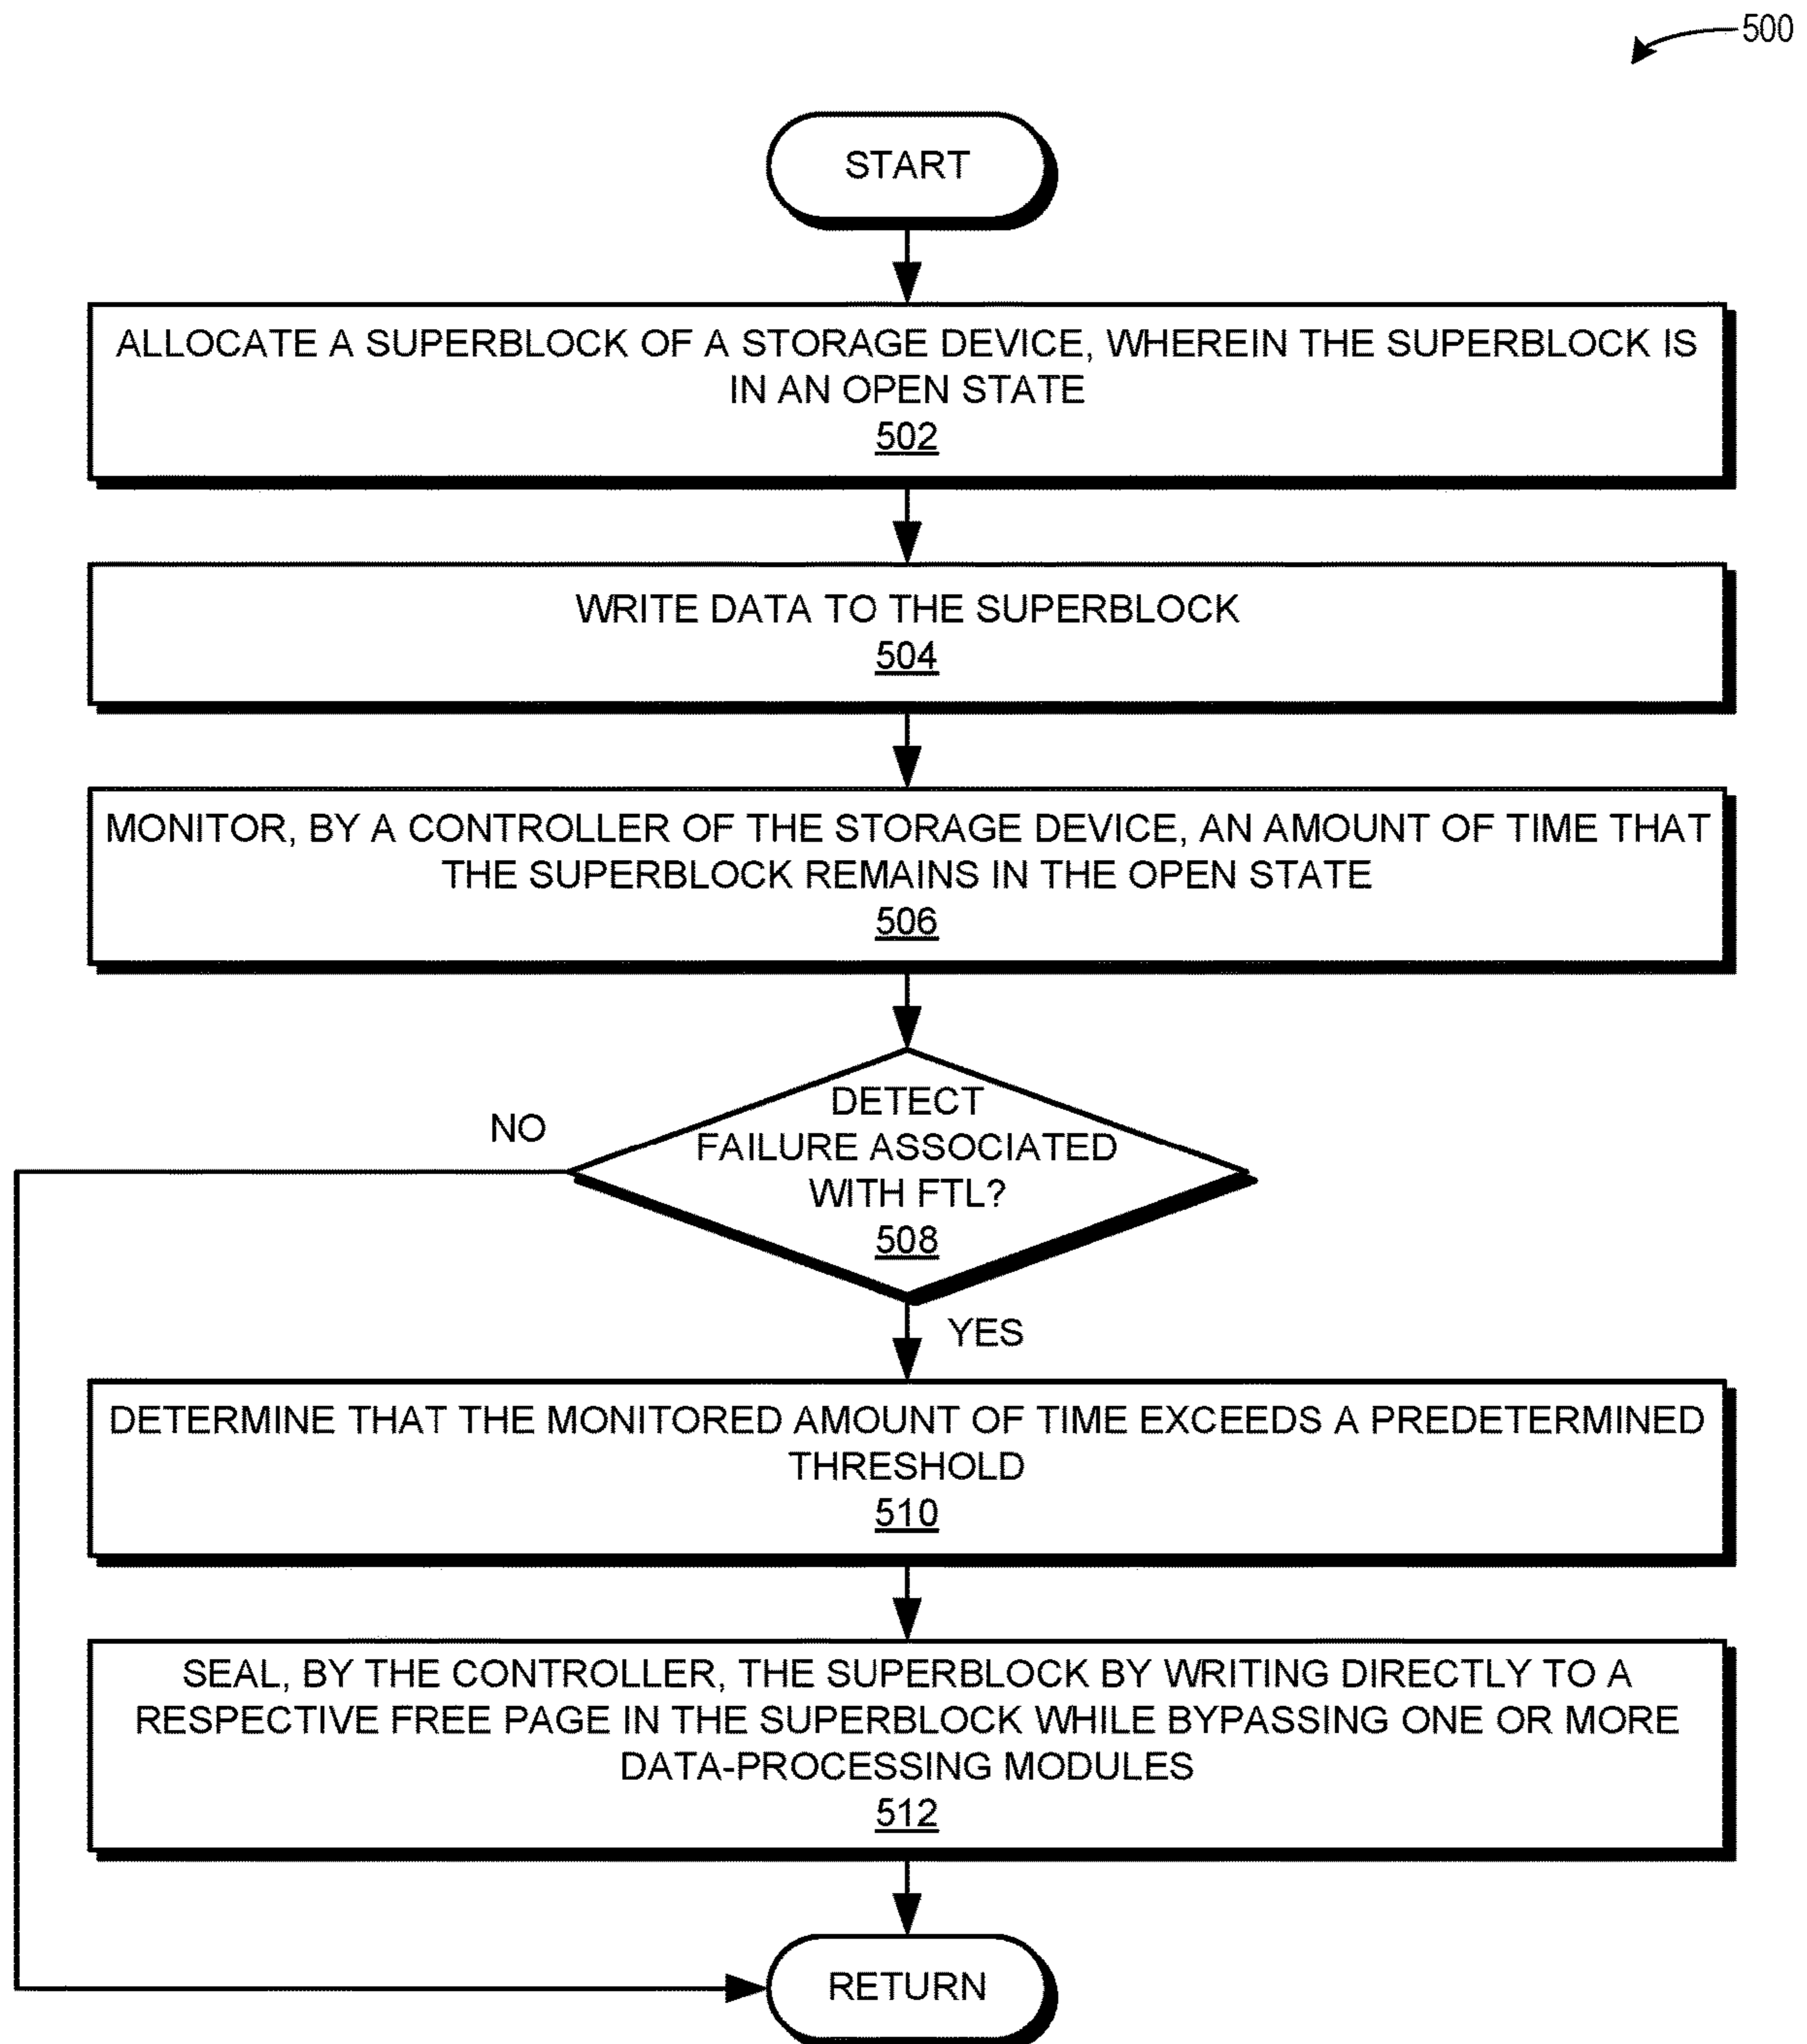 500
START
ALLOCATE A SUPERBLOCK OF A STORAGE DEVICE, WHEREIN THE SUPERBLOCK IS
IN AN OPEN STATE
502
WRITE DATA TO THE SUPERBLOCK
504
MONITOR, BY A CONTROLLER OF THE STORAGE DEVICE, AN AMOUNT OF TIME THAT
THE SUPERBLOCK REMAINS IN THE OPEN STATE
506
DETECT
FAILURE ASSOCIATED
WITH FTL?
508
NO
YES
DETERMINE THAT THE MONITORED AMOUNT OF TIME EXCEEDS A PREDETERMINED
THRESHOLD
510
SEAL, BY THE CONTROLLER, THE SUPERBLOCK BY WRITING DIRECTLY TO A
RESPECTIVE FREE PAGE IN THE SUPERBLOCK WHILE BYPASSING ONE OR MORE
DATA-PROCESSING MODULES
512
RETURN